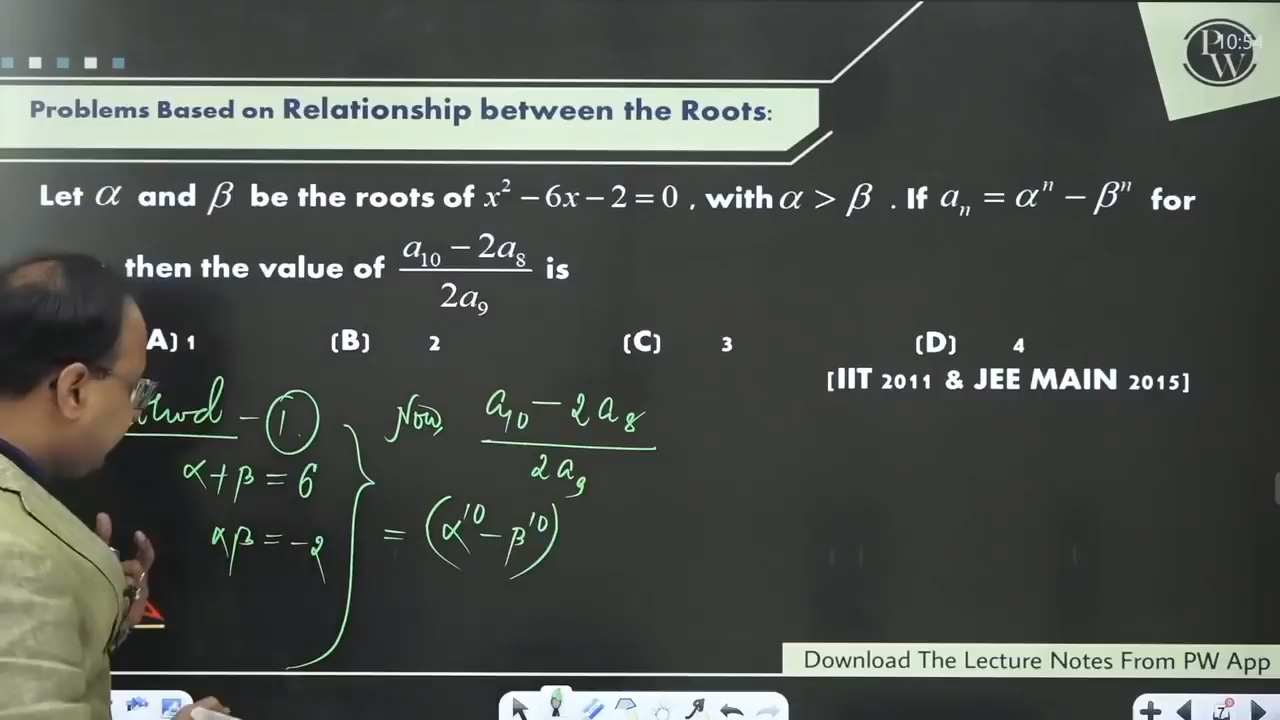 PW
10:54
Problems Based on Relationship between the Roots:
Let α and β be the roots of x² − 6x − 2 = 0 , with α > β . If aₙ = αⁿ − βⁿ for
then the value of (a₁₀ − 2a₈)/(2a₉) is
A) 1 (B) 2 (C) 3 (D) 4
[IIT 2011 & JEE MAIN 2015]
- ① Now, (a₁₀ − 2a₈)/(2a₉)
α + β = 6
αβ = −2
= (α¹⁰ − β¹⁰)
Download The Lecture Notes From PW App
7